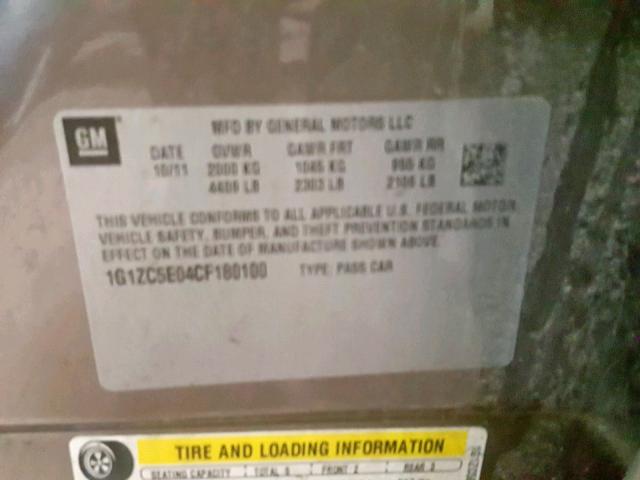 GM
MFD BY GENERAL MOTORS LLC
DATE GVWR GAWR FRT GAWR RR
10/11 2000 KG 1045 KG 955 KG
4409 LB 2303 LB 2106 LB
THIS VEHICLE CONFORMS TO ALL APPLICABLE U.S. FEDERAL MOTOR
VEHICLE SAFETY, BUMPER, AND THEFT PREVENTION STANDARDS IN
EFFECT ON THE DATE OF MANUFACTURE SHOWN ABOVE.
1G1ZC5E04CF180100 TYPE: PASS CAR
TIRE AND LOADING INFORMATION
SEATING CAPACITY TOTAL 5 FRONT 2 REAR 3